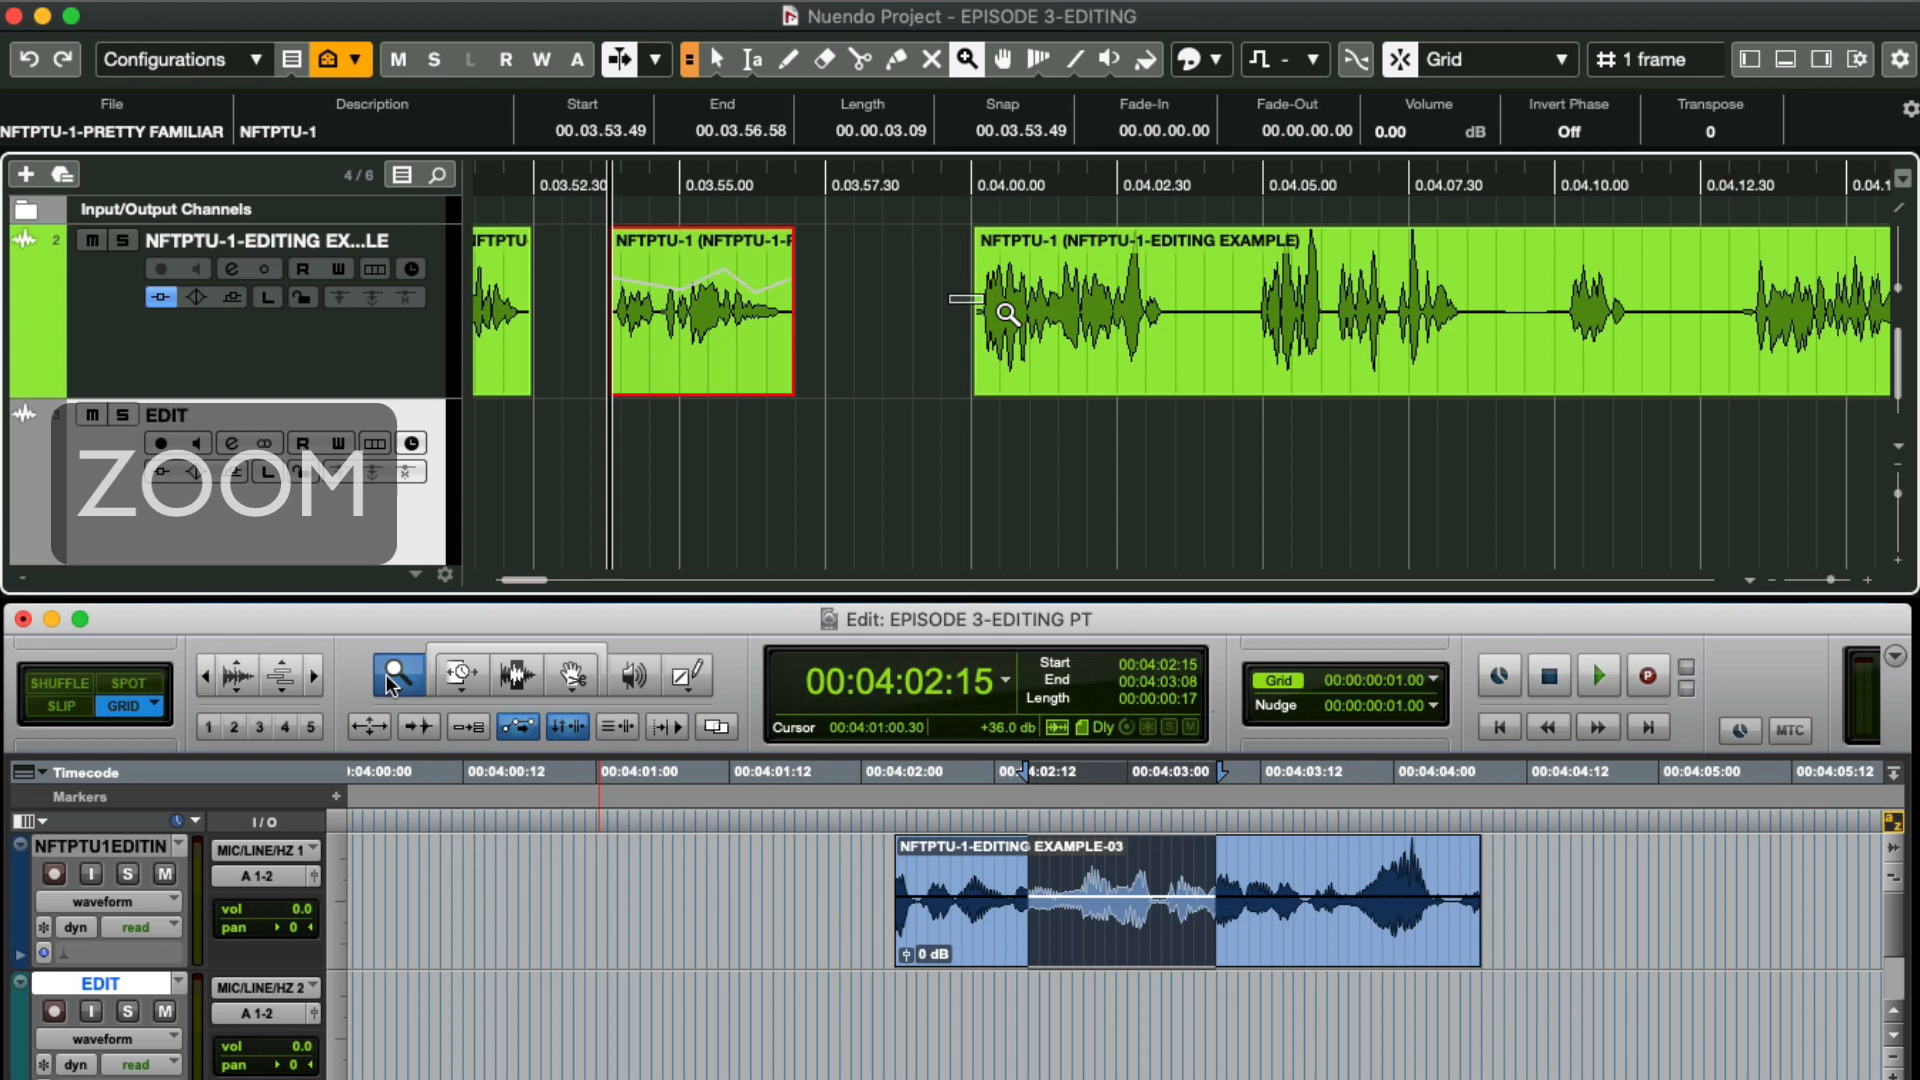 Nuendo Project - EPISODE 3-EDITING
Configurations M S L R W A Grid 1 frame
File Description Start End Length Snap Fade-In Fade-Out Volume Invert Phase Transpose
NFTPTU-1-PRETTY FAMILIAR NFTPTU-1 00.03.53.49 00.03.56.58 00.00.03.09 00.03.53.49 00.00.00.00 00.00.00.00 0.00 dB Off 0
4 / 6 0.03.52.30 0.03.55.00 0.03.57.30 0.04.00.00 0.04.02.30 0.04.05.00 0.04.07.30 0.04.10.00 0.04.12.30 0.04.1
Input/Output Channels
2 m S NFTPTU-1-EDITING EX...LE
NFTPTU-1 (NFTPTU-1-
NFTPTU-1 (NFTPTU-1-EDITING EXAMPLE)
R W
L
m S EDIT
R W
L
ZOOM
Edit: EPISODE 3-EDITING PT
SHUFFLE SPOT
SLIP GRID
1 2 3 4 5
00:04:02:15
Start 00:04:02:15
End 00:04:03:08
Length 00:00:00:17
Cursor 00:04:01:00.30 +36.0 db Dly S M
Grid 00:00:00:01.00
Nudge 00:00:00:01.00
P
MTC
Timecode :04:00:00 00:04:00:12 00:04:01:00 00:04:01:12 00:04:02:00 4:02:12 00:04:03:00 00:04:03:12 00:04:04:00 00:04:04:12 00:04:05:00 00:04:05:12
Markers
I / O
a z
NFTPTU1EDITIN MIC/LINE/HZ 1
I S M A 1-2
waveform
vol 0.0
dyn read pan 0
NFTPTU-1-EDITING EXAMPLE-03
0 dB
EDIT MIC/LINE/HZ 2
I S M A 1-2
waveform
vol 0.0
dyn read pan 0